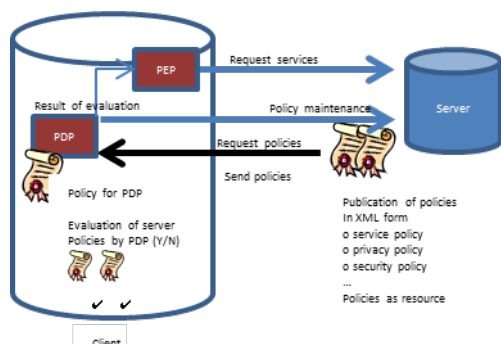 PEP
Request services
Result of evaluation
Policy maintenance
Server
PDP
Request policies
Send policies
Policy for PDP
Evaluation of server
Policies by PDP (Y/N)
Publication of policies
In XML form
o service policy
o privacy policy
o security policy
...
Policies as resource
Client